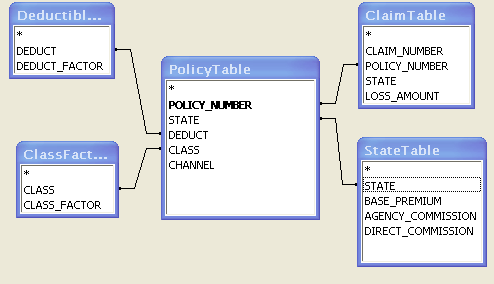 Deductibl...
*
DEDUCT
DEDUCT_FACTOR
ClassFact...
*
CLASS
CLASS_FACTOR
PolicyTable
*
POLICY_NUMBER
STATE
DEDUCT
CLASS
CHANNEL
ClaimTable
*
CLAIM_NUMBER
POLICY_NUMBER
STATE
LOSS_AMOUNT
StateTable
*
STATE
BASE_PREMIUM
AGENCY_COMMISSION
DIRECT_COMMISSION